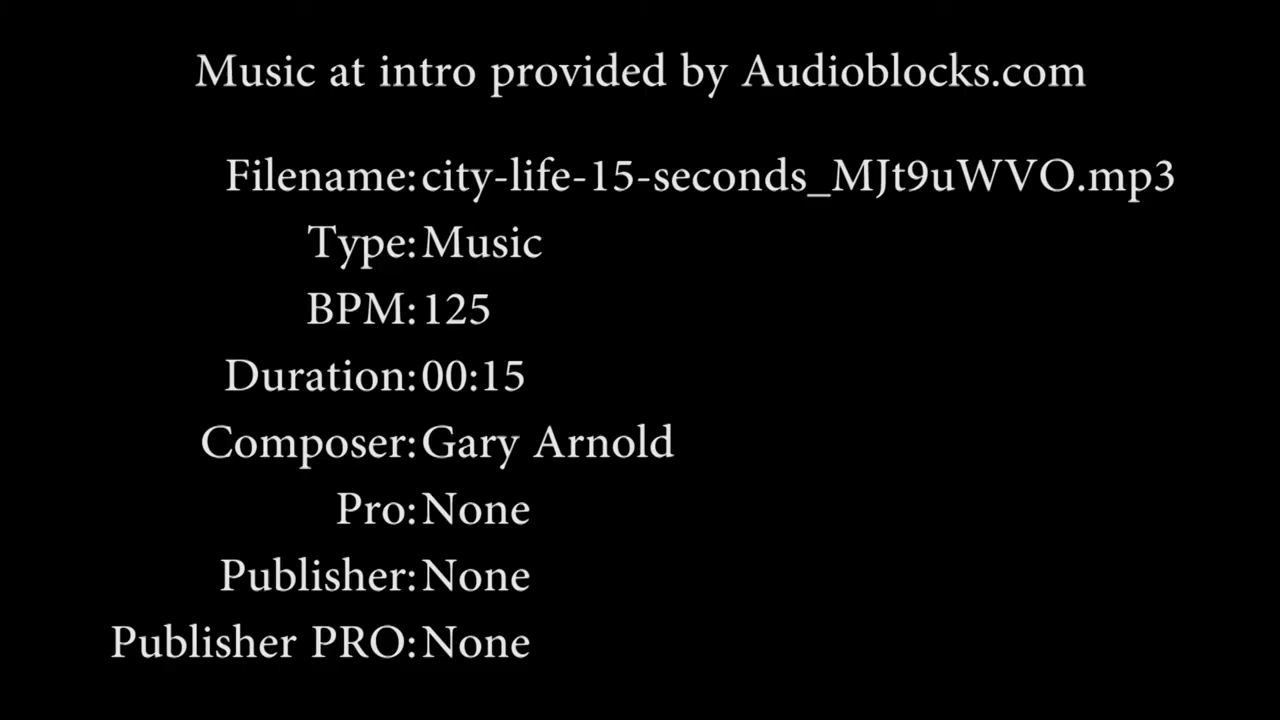 Music at intro provided by Audioblocks.com
Filename: city-life-15-seconds_MJt9uWVO.mp3
Type: Music
BPM: 125
Duration: 00:15
Composer: Gary Arnold
Pro: None
Publisher: None
Publisher PRO: None